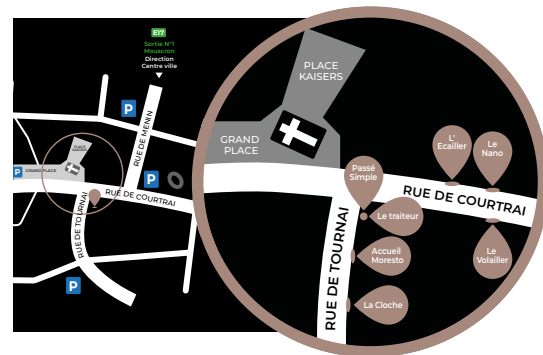 E17
Sortie N°1
Mouscron
Direction
Centre ville
P
RUE DE MENIN
PLACE
KAISERS
P
GRAND PLACE
P
RUE DE COURTRAI
RUE DE TOURNAI
P
PLACE
KAISERS
GRAND
PLACE
Passé
Simple
L'
Ecailler
Le
Nano
RUE DE COURTRAI
Le traiteur
RUE DE TOURNAI
Accueil
Moresto
Le
Volailler
La Cloche